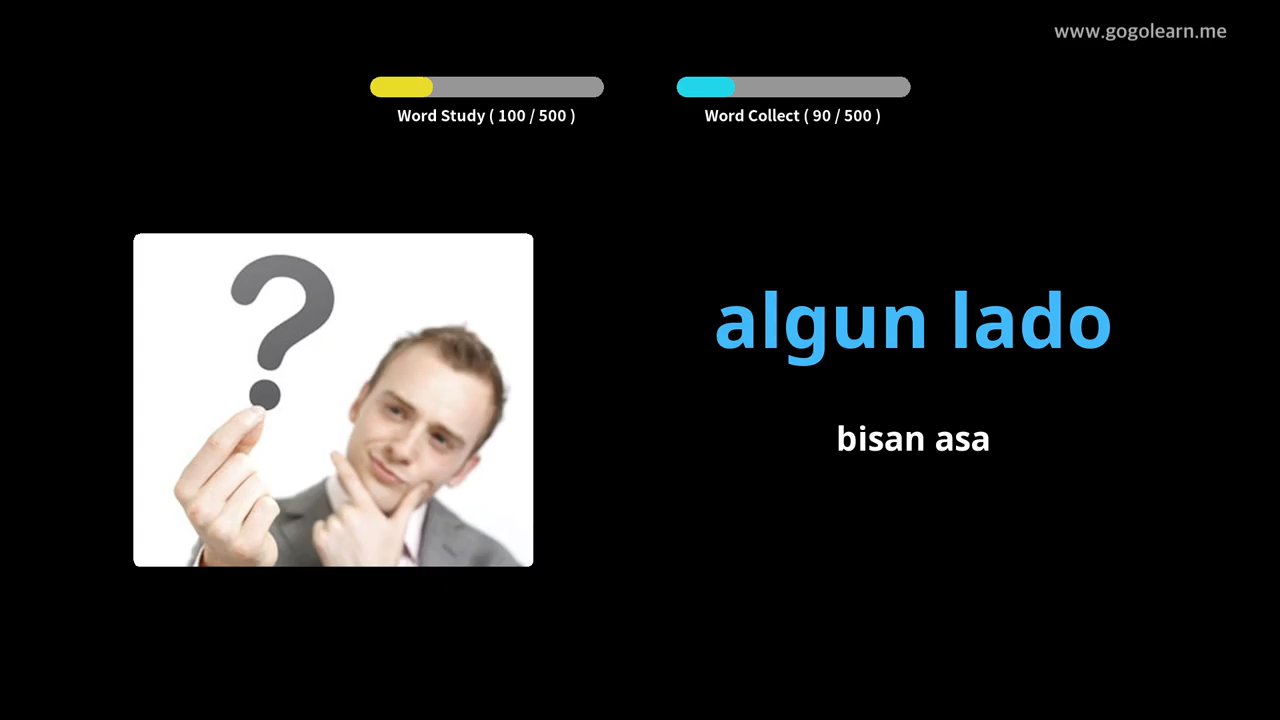 www.gogolearn.me
Word Study ( 100 / 500 )
Word Collect ( 90 / 500 )
algun lado
bisan asa